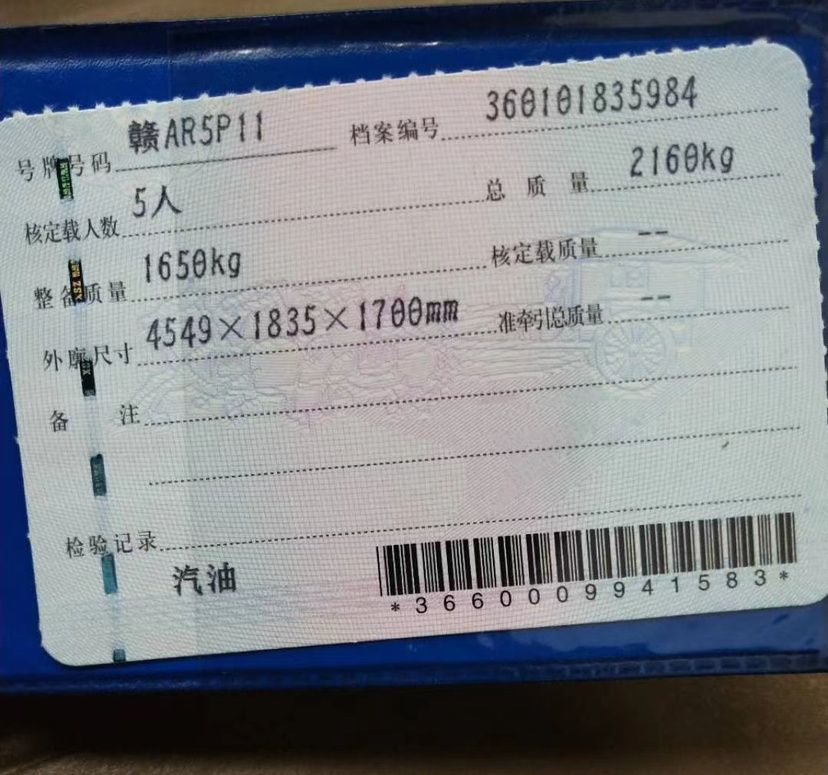 号牌号码 赣AR5P11 档案编号 360101835984
核定载人数 5人 总质量 2160kg
整备质量 1650kg 核定载质量 --
外廓尺寸 4549×1835×1700mm 准牵引总质量 --
备注
检验记录
汽油
*3660009941583*